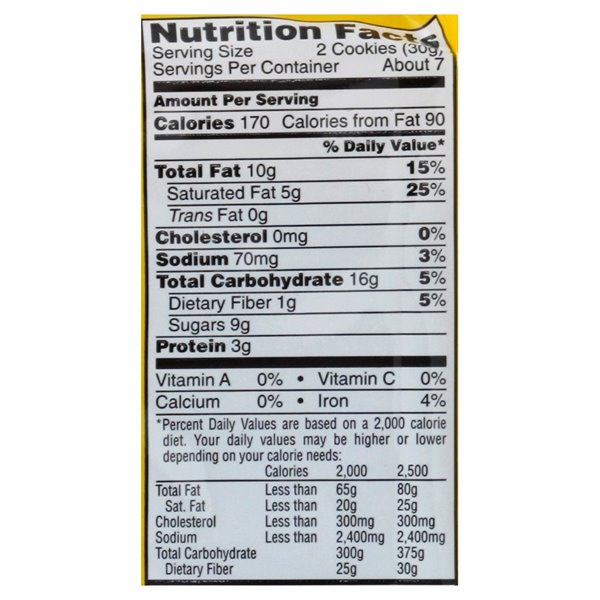 Nutrition Facts
Serving Size 2 Cookies (30g)
Servings Per Container About 7
Amount Per Serving
Calories 170 Calories from Fat 90
% Daily Value*
Total Fat 10g 15%
Saturated Fat 5g 25%
Trans Fat 0g
Cholesterol 0mg 0%
Sodium 70mg 3%
Total Carbohydrate 16g 5%
Dietary Fiber 1g 5%
Sugars 9g
Protein 3g
Vitamin A 0% • Vitamin C 0%
Calcium 0% • Iron 4%
*Percent Daily Values are based on a 2,000 calorie
diet. Your daily values may be higher or lower
depending on your calorie needs:
Calories 2,000 2,500
Total Fat Less than 65g 80g
Sat. Fat Less than 20g 25g
Cholesterol Less than 300mg 300mg
Sodium Less than 2,400mg 2,400mg
Total Carbohydrate 300g 375g
Dietary Fiber 25g 30g